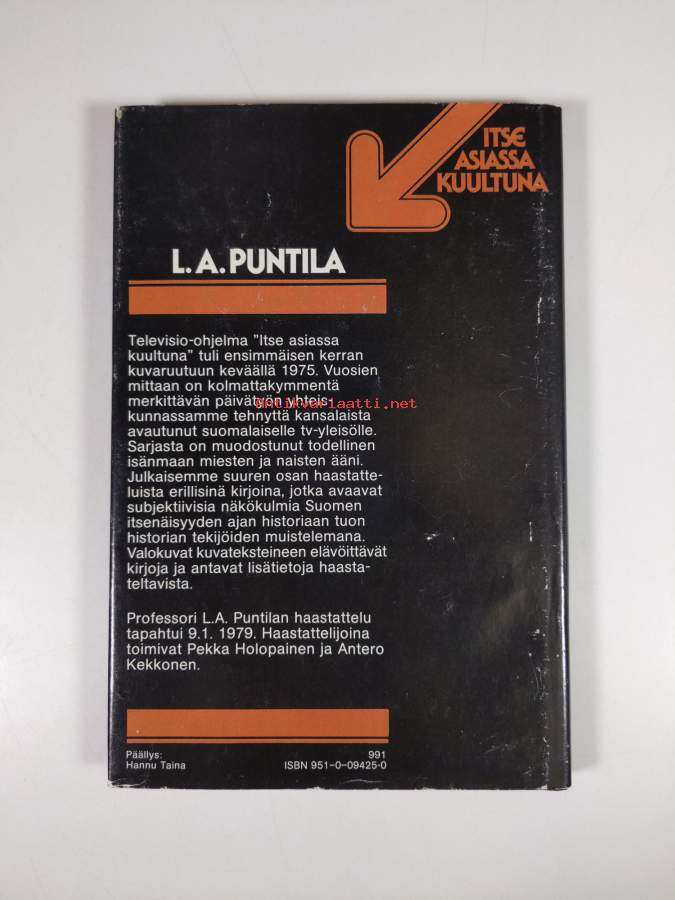 ITSE
ASIASSA
KUULTUNA
L.A. PUNTILA
Televisio-ohjelma "Itse asiassa
kuultuna" tuli ensimmäisen kerran
kuvaruutuun keväällä 1975. Vuosien
mittaan on kolmattakymmentä
merkittävän päivätyön yhteis-
antikvariaatti.net
kunnassamme tehnyttä kansalaista
avautunut suomalaiselle tv-yleisölle.
Sarjasta on muodostunut todellinen
isänmaan miesten ja naisten ääni.
Julkaisemme suuren osan haastatte-
luista erillisinä kirjoina, jotka avaavat
subjektiivisia näkökulmia Suomen
itsenäisyyden ajan historiaan tuon
historian tekijöiden muistelemana.
Valokuvat kuvateksteineen elävöittävät
kirjoja ja antavat lisätietoja haasta-
teltavista.
Professori L.A. Puntilan haastattelu
tapahtui 9.1. 1979. Haastattelijoina
toimivat Pekka Holopainen ja Antero
Kekkonen.
Päällys: 991
Hannu Taina ISBN 951-0-09425-0